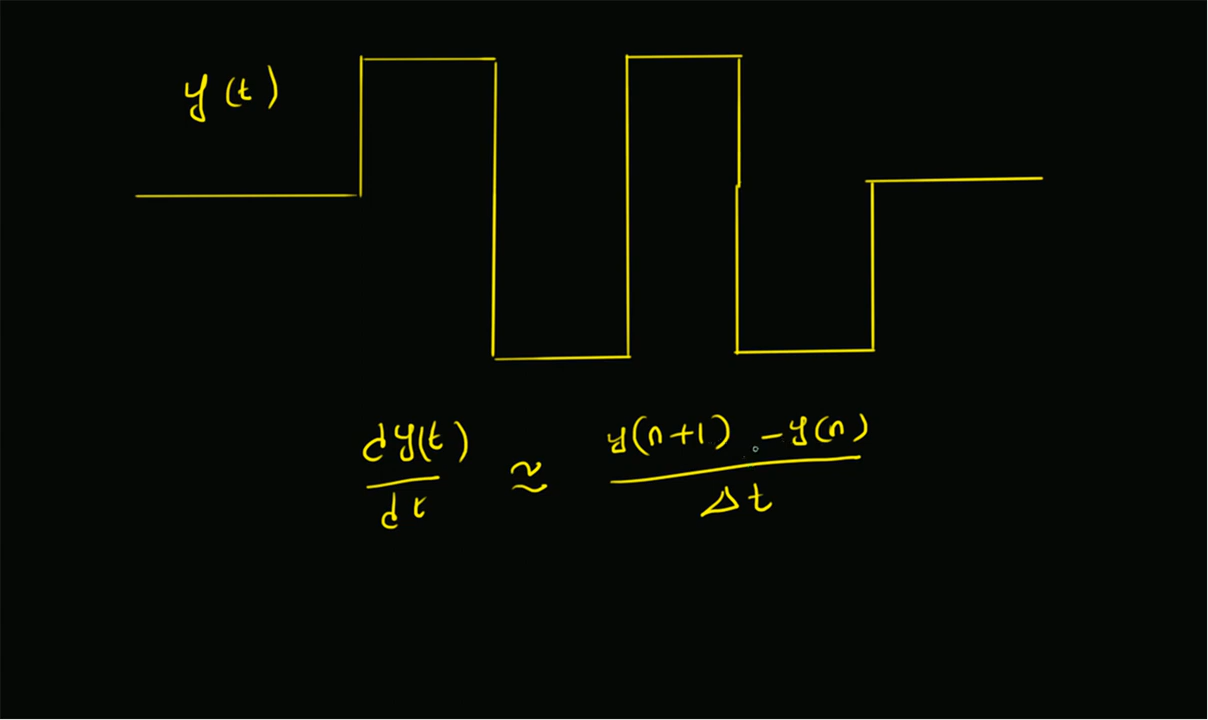 y(t)
dy(t)/dt ≈ y(n+1) - y(n)/Δt